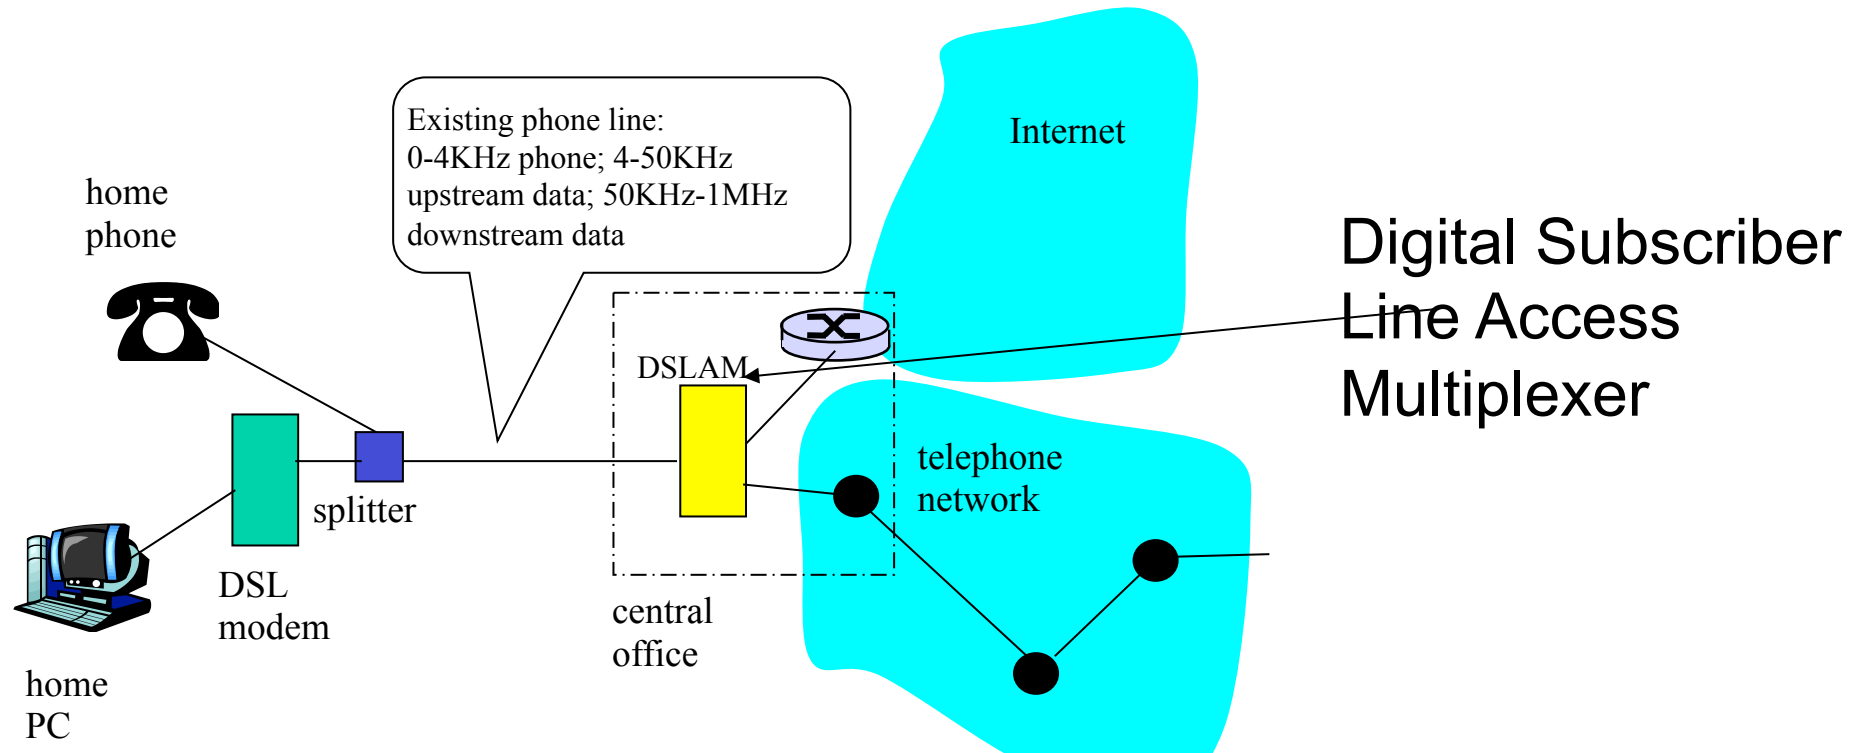 Existing phone line:
0-4KHz phone; 4-50KHz
upstream data; 50KHz-1MHz
downstream data
Internet
home
phone
Digital Subscriber
Line Access
Multiplexer
DSLAM
telephone
network
splitter
DSL
modem
central
office
home
PC